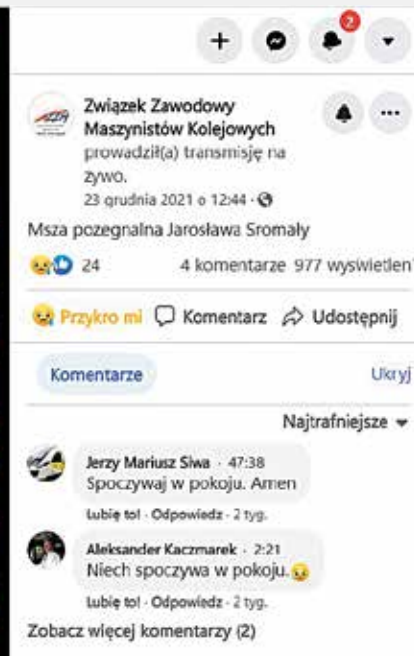 2
Związek Zawodowy
Maszynistów Kolejowych
prowadził(a) transmisję na
żywo.
23 grudnia 2021 o 12:44 ·
Msza pozegnalna Jarosława Sromały
24 4 komentarze 977 wyświetleń
Przykro mi Komentarz Udostępnij
Komentarze Ukryj
Najtrafniejsze
Jerzy Mariusz Siwa · 47:38
Spoczywaj w pokoju. Amen
Lubię to! · Odpowiedz · 2 tyg.
Aleksander Kaczmarek · 2:21
Niech spoczywa w pokoju.😢
Lubię to! · Odpowiedz · 2 tyg.
Zobacz więcej komentarzy (2)